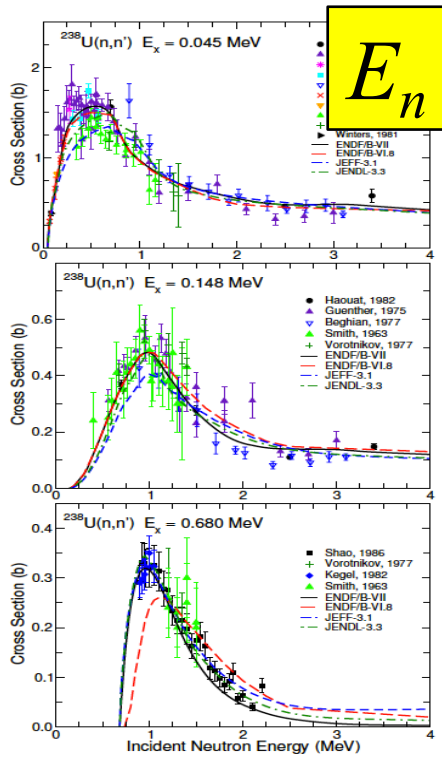 ²³⁸U(n,n') Eₓ = 0.045 MeV
Eₙ
Winters, 1981
ENDF/B-VII
ENDF/B-VI.8
JEFF-3.1
JENDL-3.3
Cross Section (b)
2
1
0
0 1 2 3 4
²³⁸U(n,n') Eₓ = 0.148 MeV
Haouat, 1982
Guenther, 1975
Beghian, 1977
Smith, 1963
Vorotnikov, 1977
ENDF/B-VII
ENDF/B-VI.8
JEFF-3.1
JENDL-3.3
Cross Section (b)
0.6
0.4
0.2
0.0
0 1 2 3 4
²³⁸U(n,n') Eₓ = 0.680 MeV
Shao, 1986
Vorotnikov, 1977
Kegel, 1982
Smith, 1963
ENDF/B-VII
ENDF/B-VI.8
JEFF-3.1
JENDL-3.3
Cross Section (b)
0.4
0.3
0.2
0.1
0
0 1 2 3 4
Incident Neutron Energy (MeV)